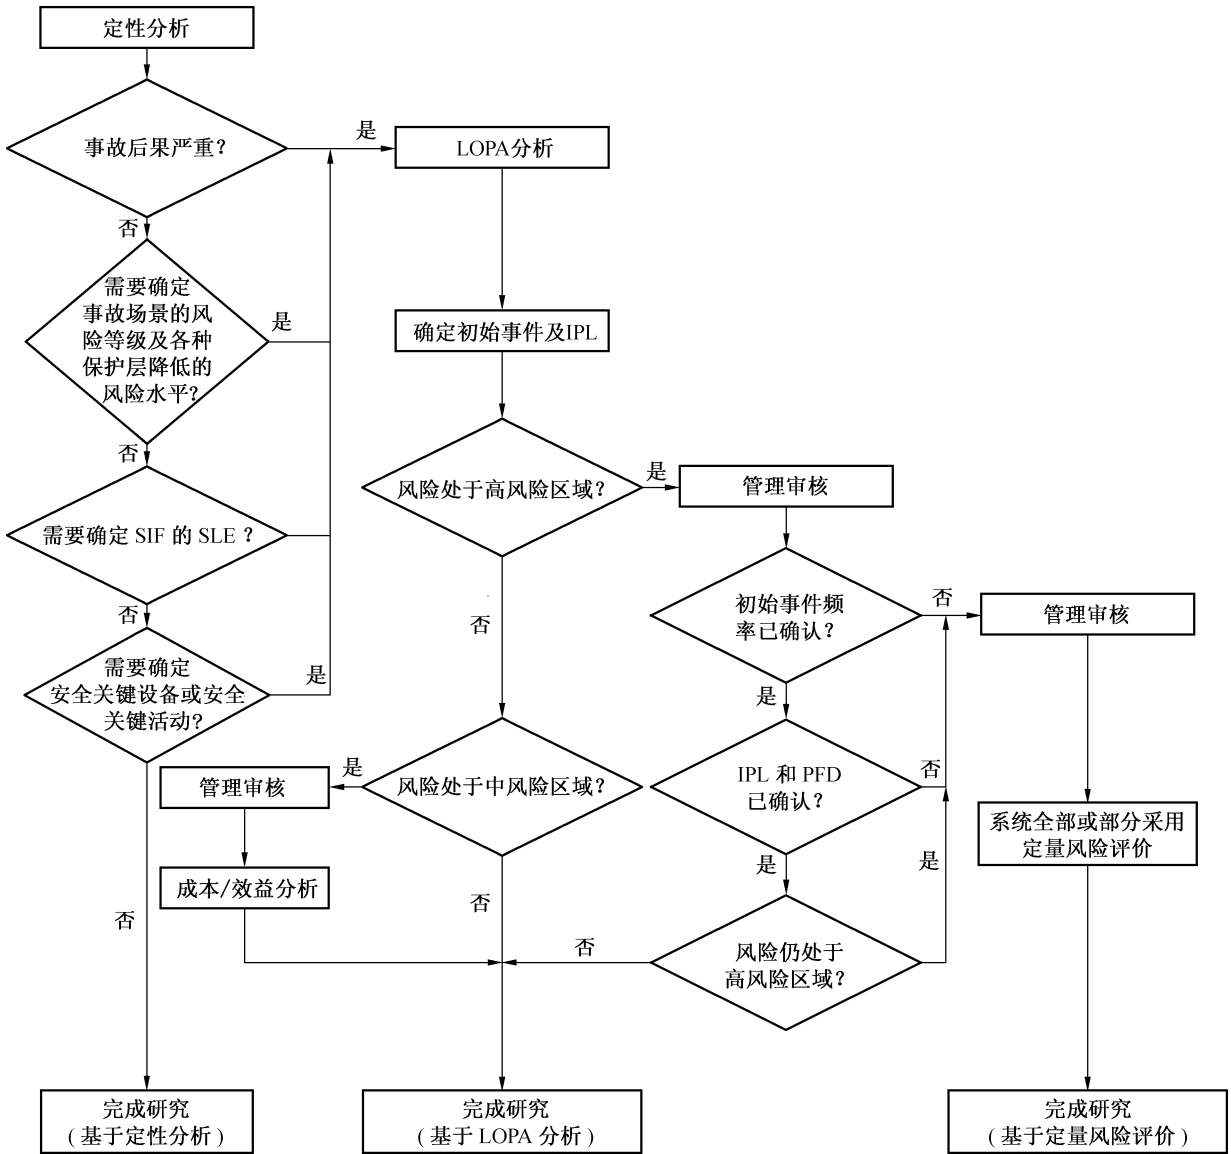 定性分析
事故后果严重？
是
LOPA分析
否
需要确定
事故场景的风
险等级及各种
保护层降低的
风险水平？
是
确定初始事件及IPL
否
需要确定 SIF 的 SLE ？
风险处于高风险区域？
是
管理审核
否
需要确定
安全关键设备或安全
关键活动？
是
否
初始事件频
率已确认？
否
管理审核
是
管理审核
是
风险处于中风险区域？
IPL 和 PFD
已确认？
否
系统全部或部分采用
定量风险评价
成本/效益分析
否
是
是
否
否
风险仍处于
高风险区域？
完成研究
(基于定性分析)
完成研究
(基于 LOPA 分析)
完成研究
(基于定量风险评价)